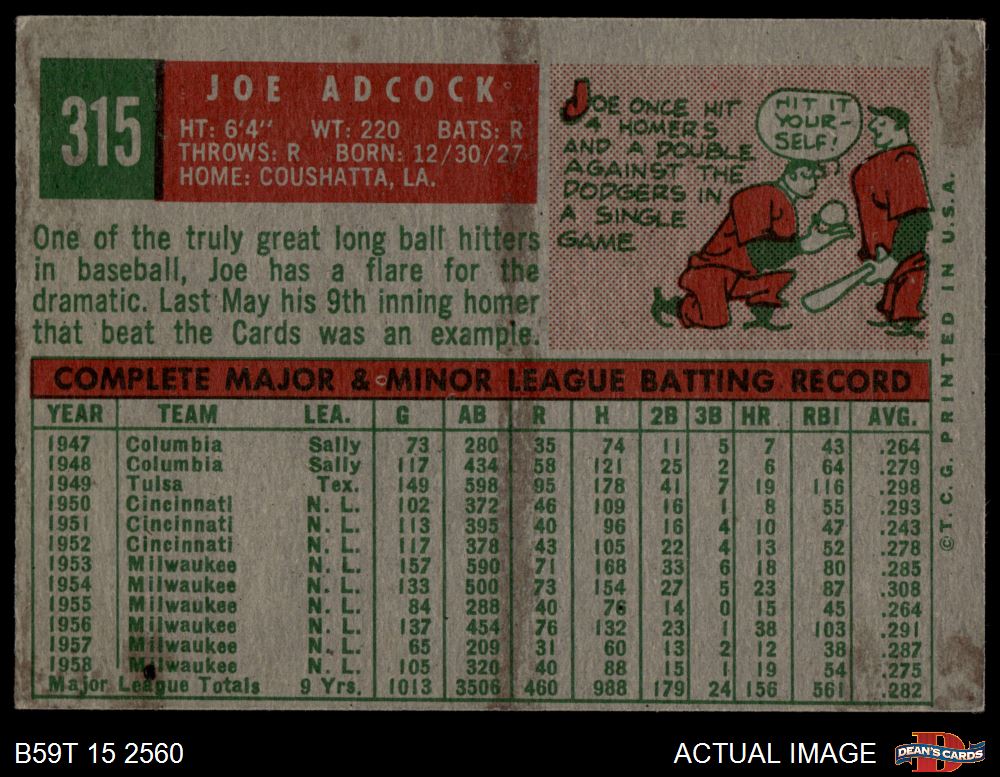 315
JOE ADCOCK
HT: 6'4" WT: 220 BATS: R
THROWS: R BORN: 12/30/27
HOME: COUSHATTA, LA.
One of the truly great long ball hitters
in baseball, Joe has a flare for the
dramatic. Last May his 9th inning homer
that beat the Cards was an example.
JOE ONCE HIT
4 HOMERS
AND A DOUBLE
AGAINST THE
DODGERS IN
A SINGLE
GAME
HIT IT
YOUR-
SELF!
COMPLETE MAJOR & MINOR LEAGUE BATTING RECORD
YEAR TEAM LEA. G AB R H 2B 3B HR RBI AVG.
1947 Columbia Sally 73 280 35 74 11 5 7 43 .264
1948 Columbia Sally 117 434 58 121 25 2 6 64 .279
1949 Tulsa Tex. 149 598 95 178 41 7 19 116 .298
1950 Cincinnati N. L. 102 372 46 109 16 1 8 55 .293
1951 Cincinnati N. L. 113 395 40 96 16 4 10 47 .243
1952 Cincinnati N. L. 117 378 43 105 22 4 13 52 .278
1953 Milwaukee N. L. 157 590 71 168 33 6 18 80 .285
1954 Milwaukee N. L. 133 500 73 154 27 5 23 87 .308
1955 Milwaukee N. L. 84 288 40 76 14 0 15 45 .264
1956 Milwaukee N. L. 137 454 76 132 23 1 38 103 .291
1957 Milwaukee N. L. 65 209 31 60 13 2 12 38 .287
1958 Milwaukee N. L. 105 320 40 88 15 1 19 54 .275
Major League Totals 9 Yrs. 1013 3506 460 988 179 24 156 561 .282
© T. C. G. PRINTED IN U.S.A.
B59T 15 2560
ACTUAL IMAGE
DEAN'S CARDS